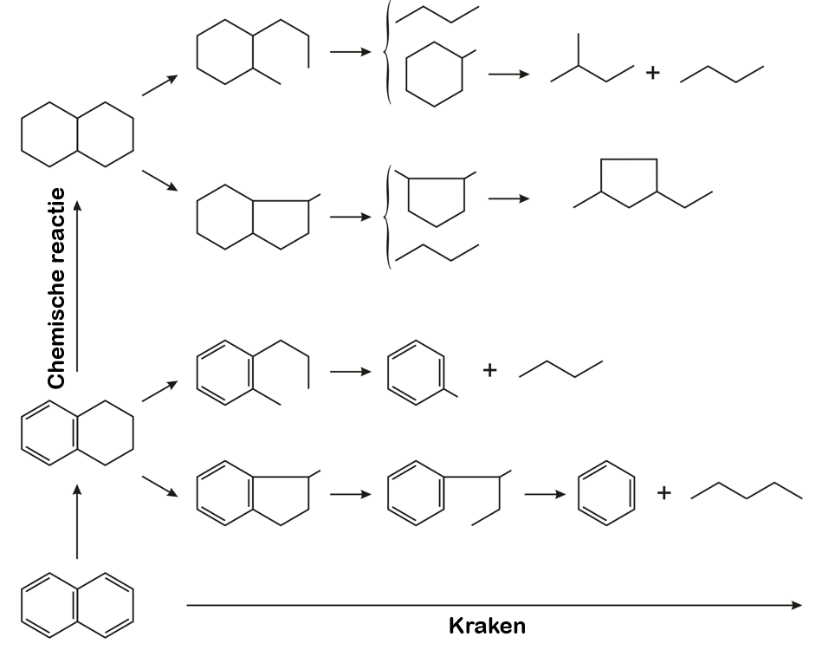 +
Chemische reactie
+
+
Kraken